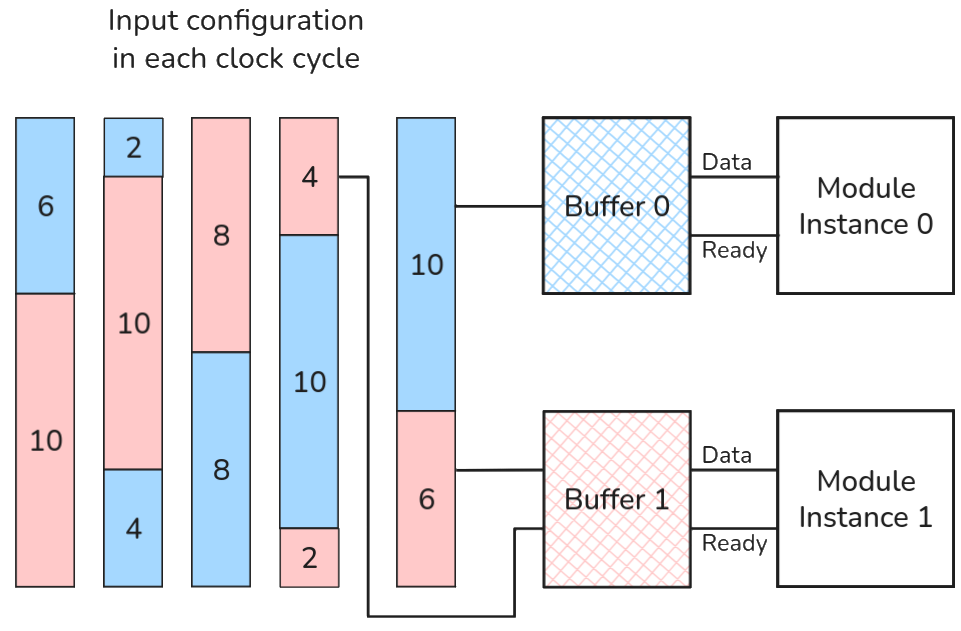 Input configuration
in each clock cycle
6
10
2
10
4
8
8
4
10
2
10
6
Buffer 0
Data
Ready
Module
Instance 0
Buffer 1
Data
Ready
Module
Instance 1